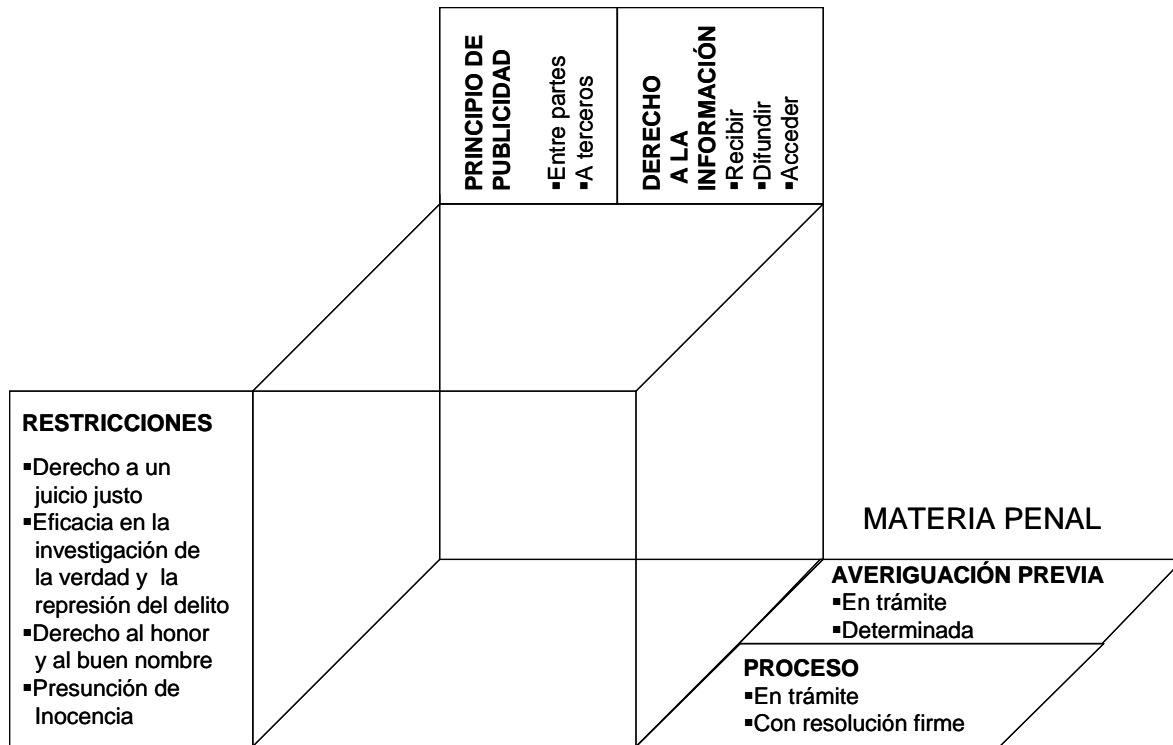 PRINCIPIO DE
PUBLICIDAD
▪Entre partes
▪A terceros
DERECHO
A LA
INFORMACIÓN
▪Recibir
▪Difundir
▪Acceder
RESTRICCIONES
▪Derecho a un
juicio justo
▪Eficacia en la
investigación de
la verdad y la
represión del delito
▪Derecho al honor
y al buen nombre
▪Presunción de
Inocencia
MATERIA PENAL
AVERIGUACIÓN PREVIA
▪En trámite
▪Determinada
PROCESO
▪En trámite
▪Con resolución firme